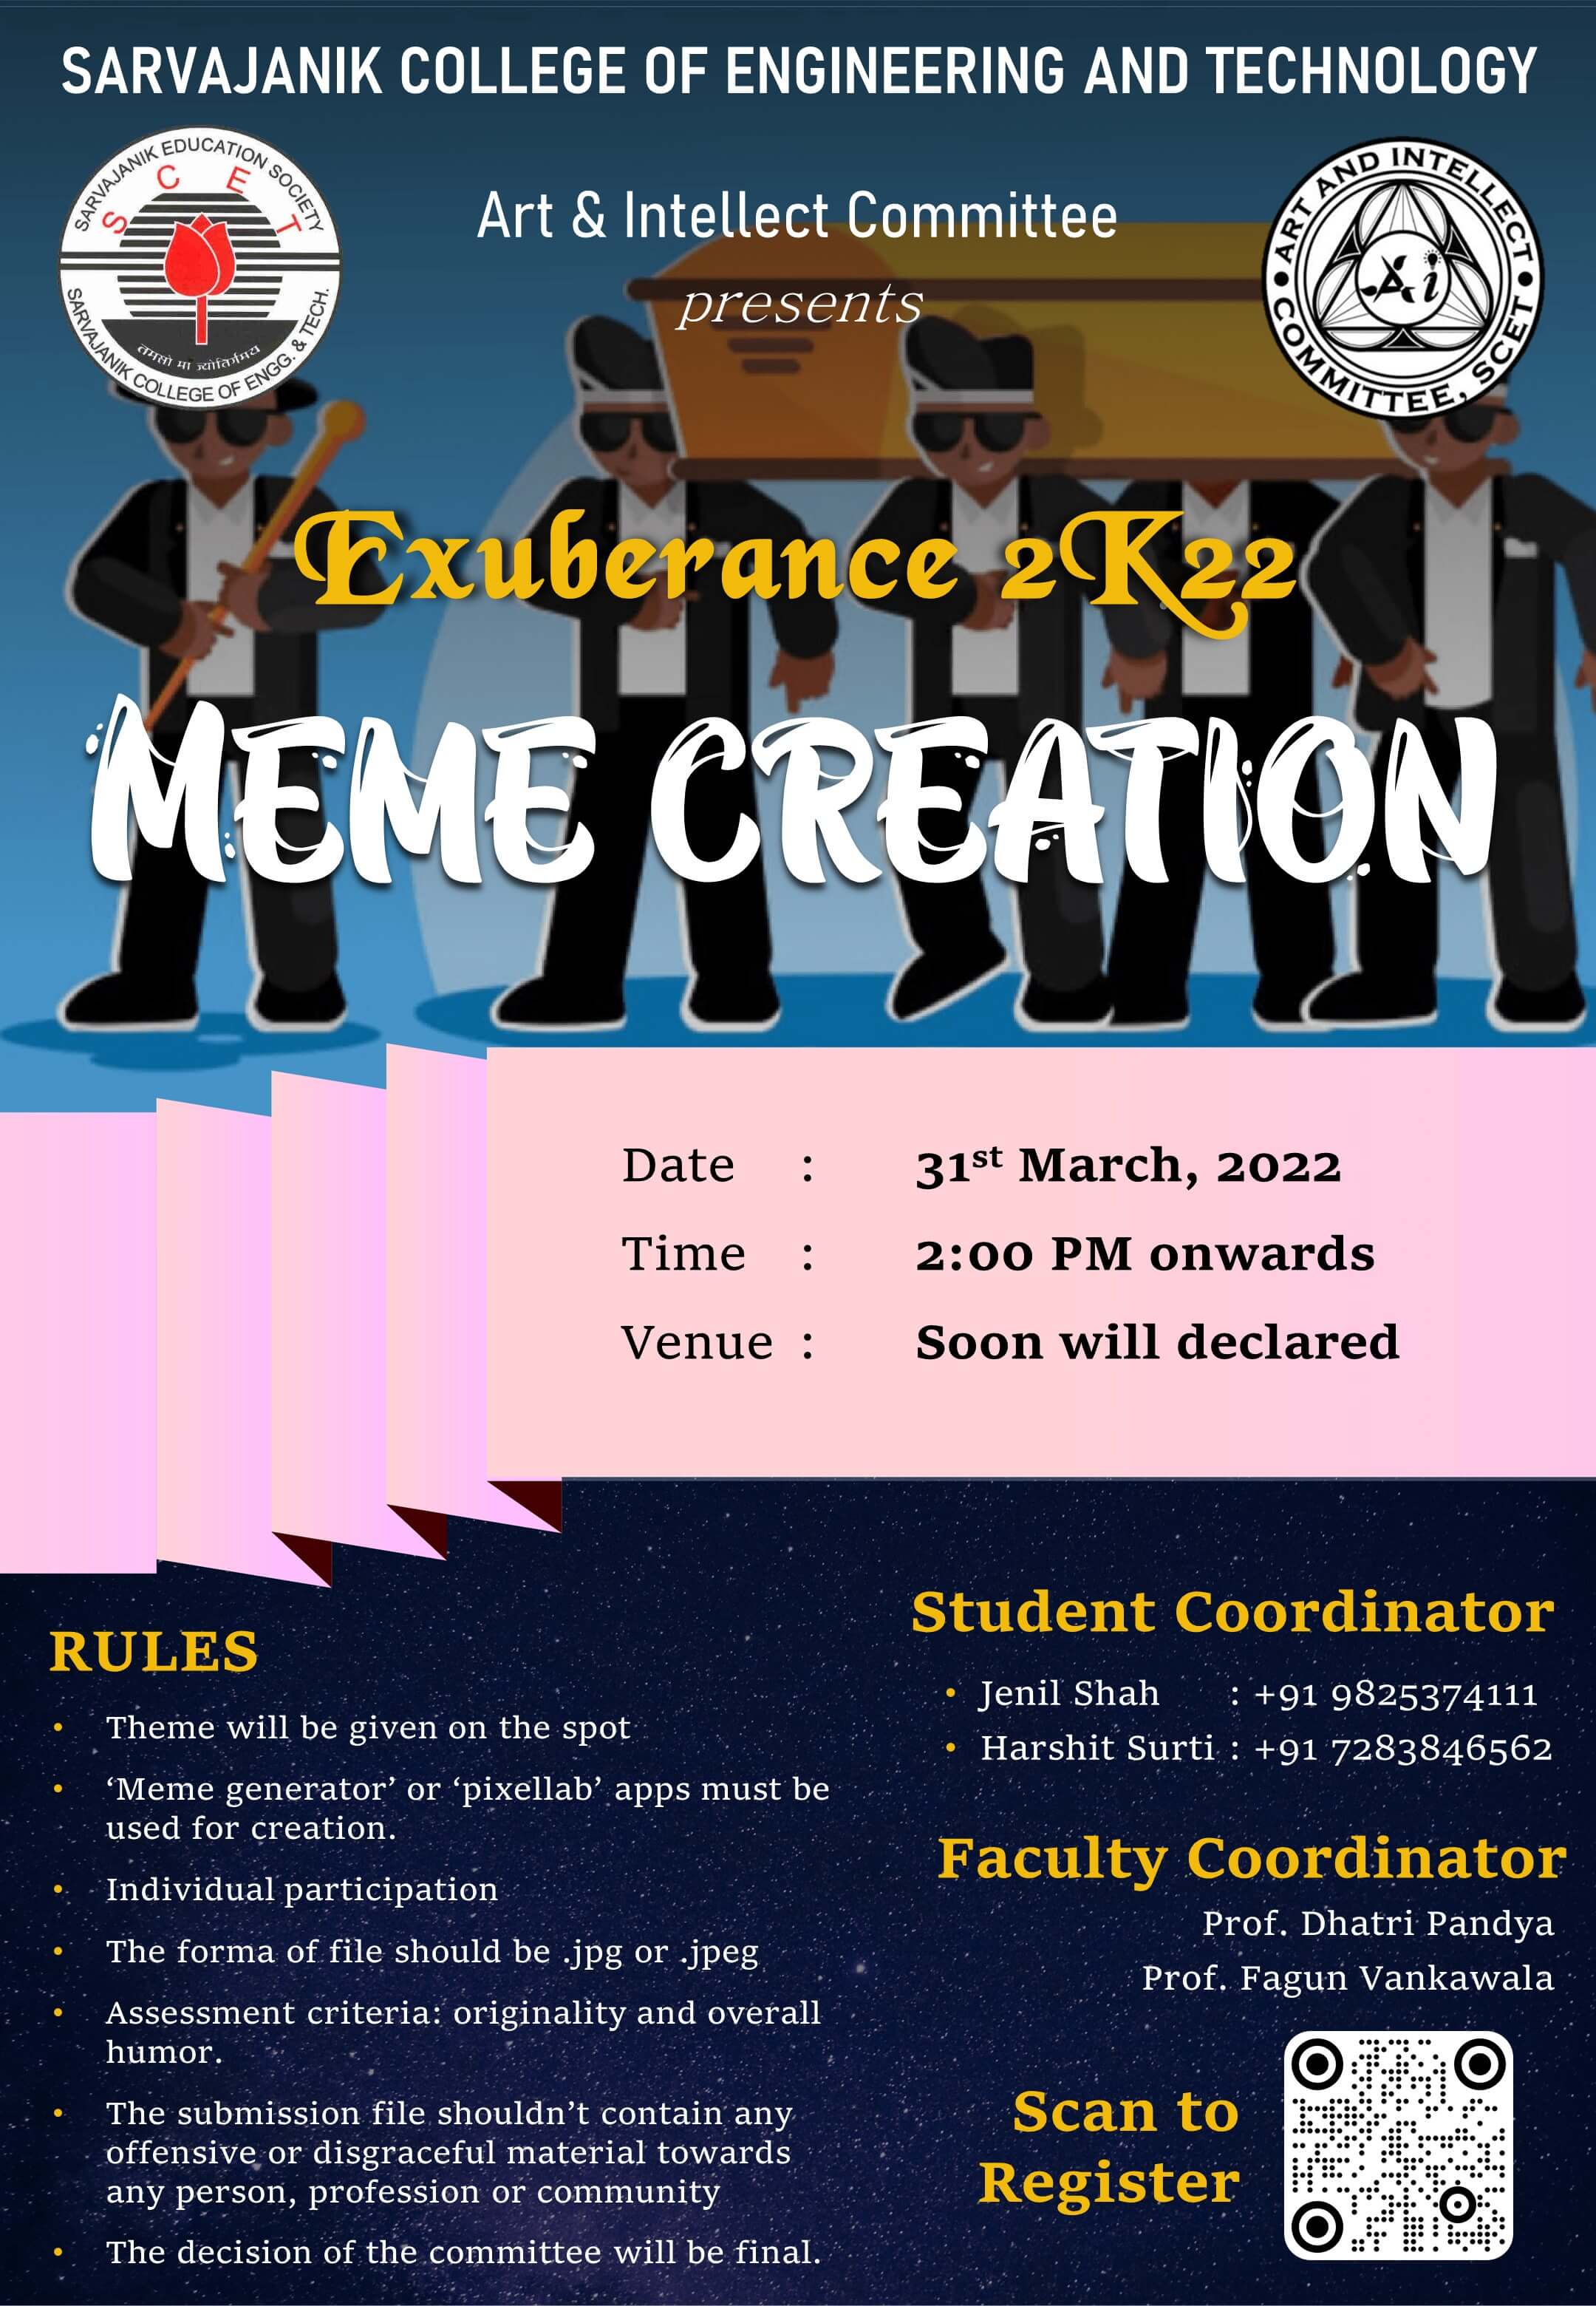 SARVAJANIK COLLEGE OF ENGINEERING AND TECHNOLOGY
SARVAJANIK EDUCATION SOCIETY
S C E T
तमसो मां ज्योतिर्गमय
SARVAJANIK COLLEGE OF ENGG. & TECH.
Art & Intellect Committee
presents
ART AND INTELLECT
Ai
COMMITTEE, SCET
Exuberance 2K22
MEME CREATION
Date : 31st March, 2022
Time : 2:00 PM onwards
Venue : Soon will declared
RULES
• Theme will be given on the spot
• ‘Meme generator’ or ‘pixellab’ apps must be
used for creation.
• Individual participation
• The forma of file should be .jpg or .jpeg
• Assessment criteria: originality and overall
humor.
• The submission file shouldn’t contain any
offensive or disgraceful material towards
any person, profession or community
• The decision of the committee will be final.
Student Coordinator
• Jenil Shah : +91 9825374111
• Harshit Surti : +91 7283846562
Faculty Coordinator
Prof. Dhatri Pandya
Prof. Fagun Vankawala
Scan to
Register